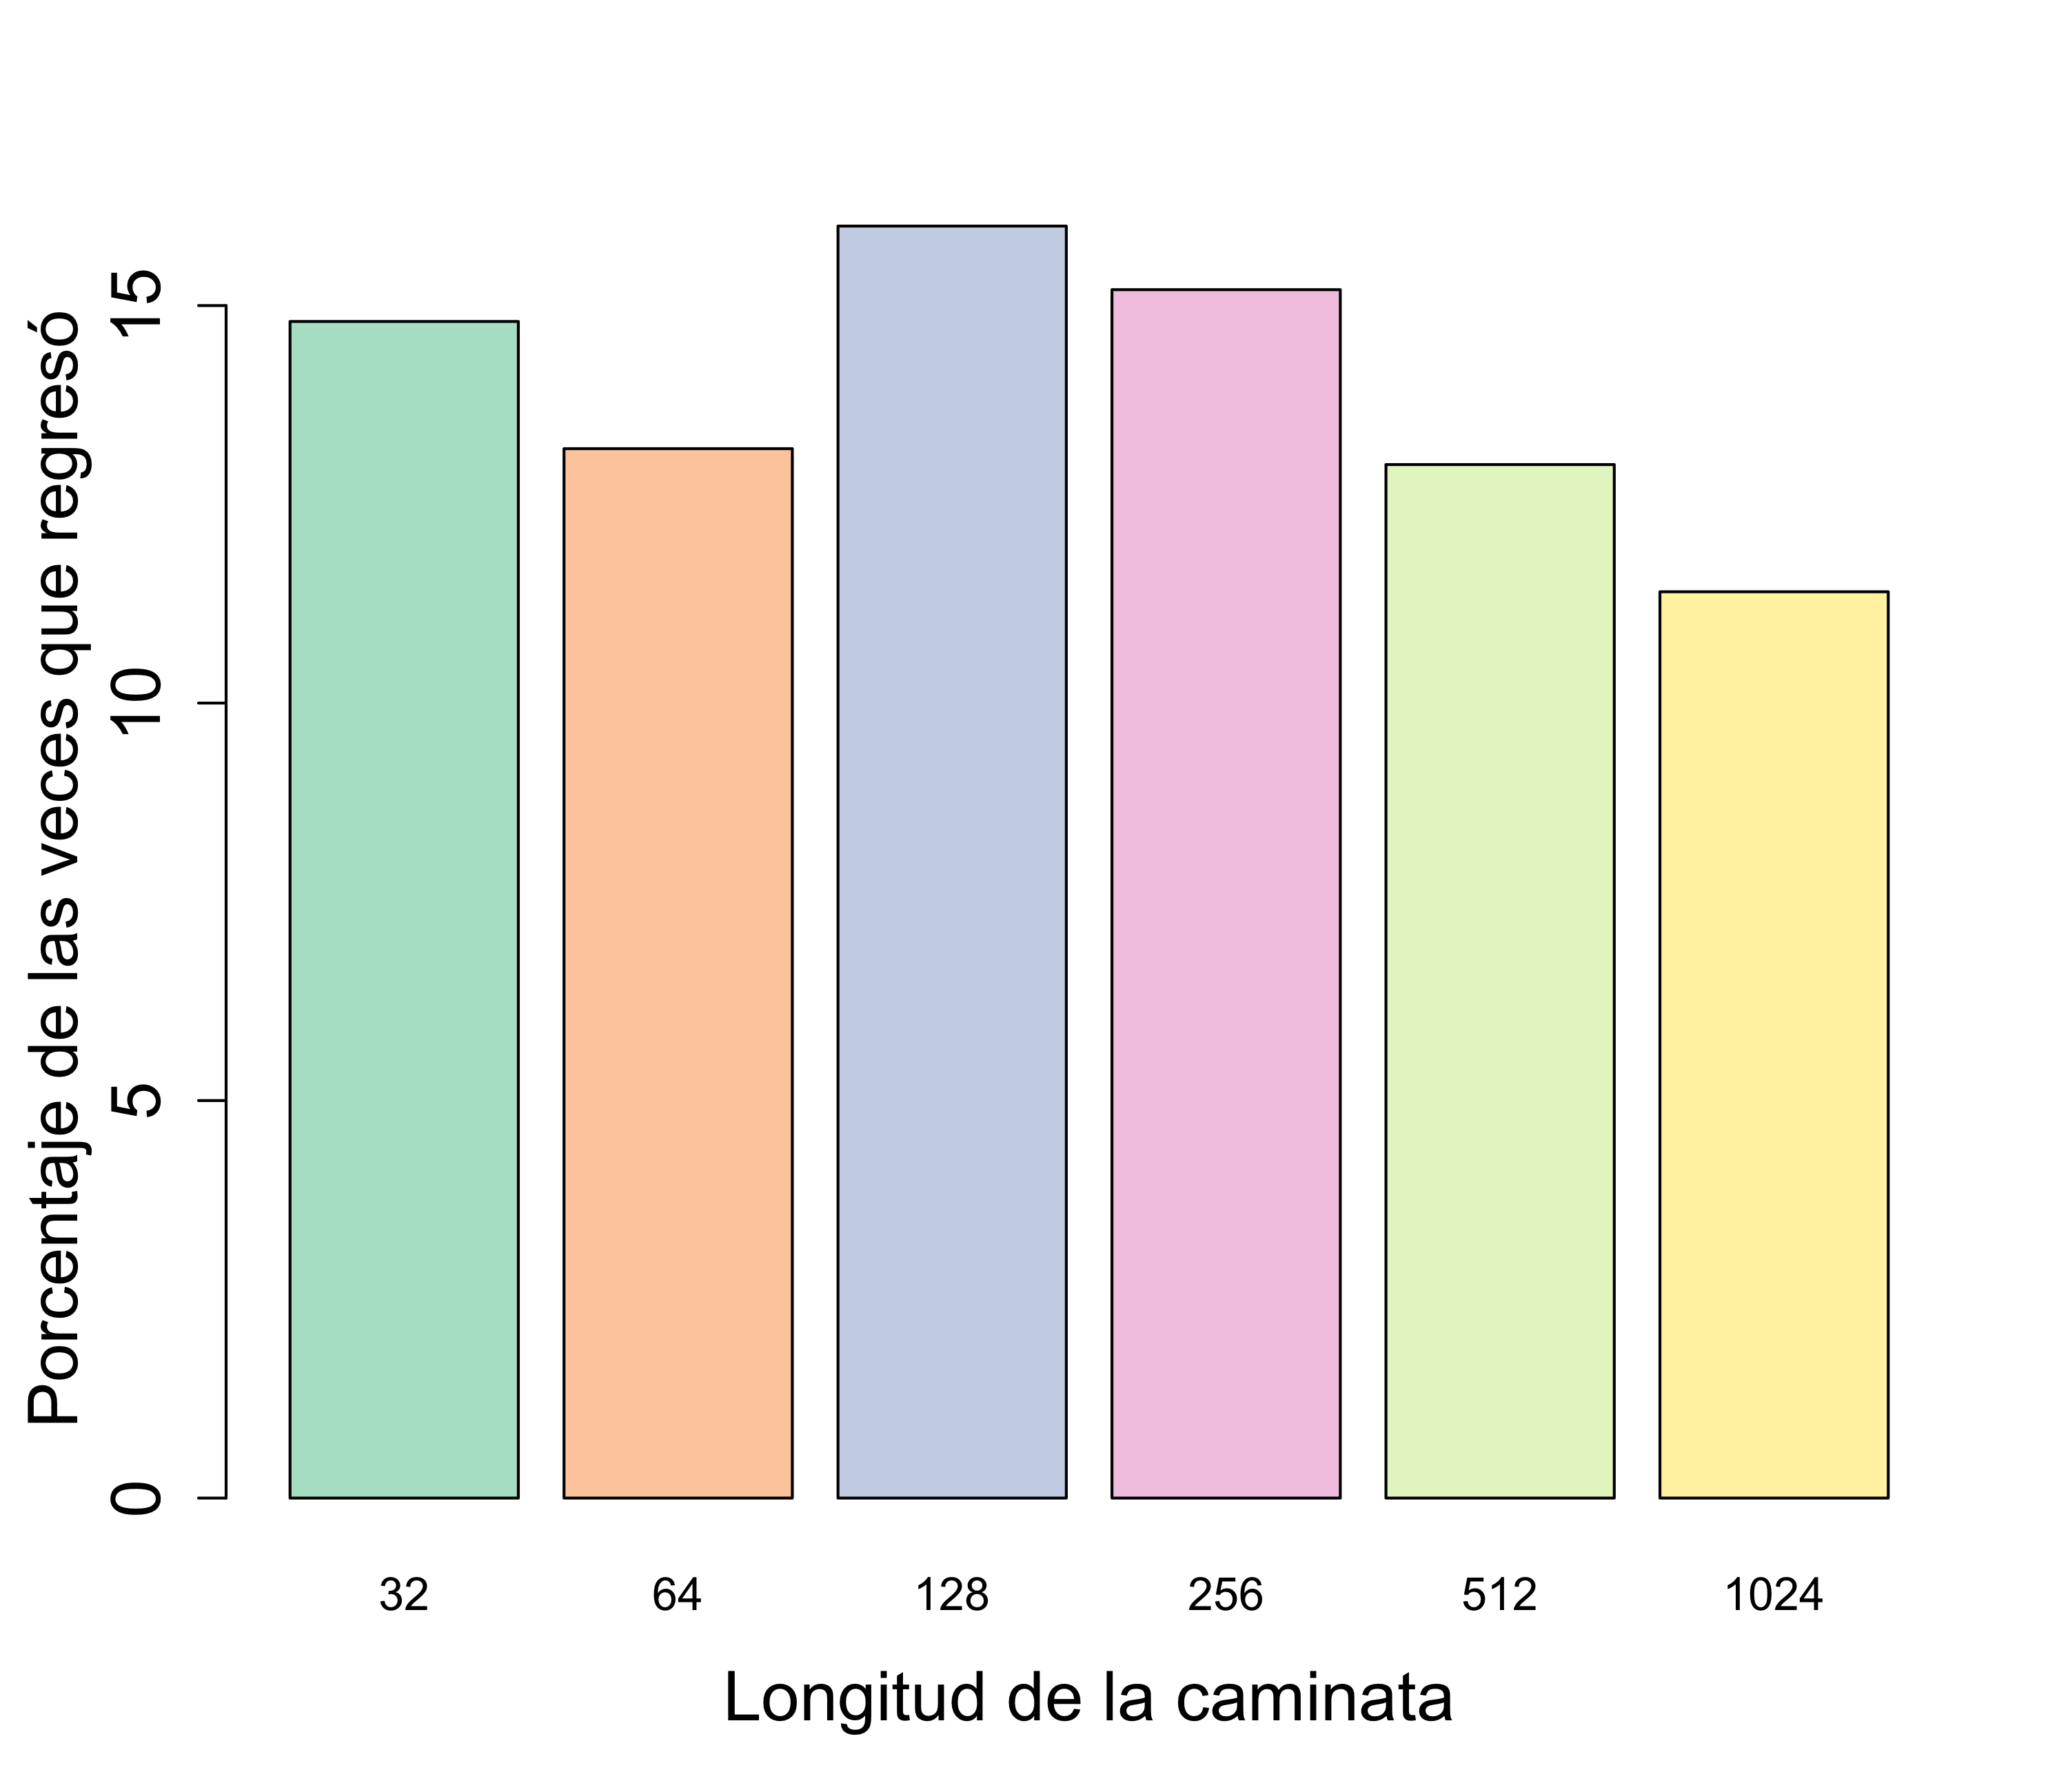 Porcentaje de las veces que regresó
15
10
5
0
32 64 128 256 512 1024
Longitud de la caminata